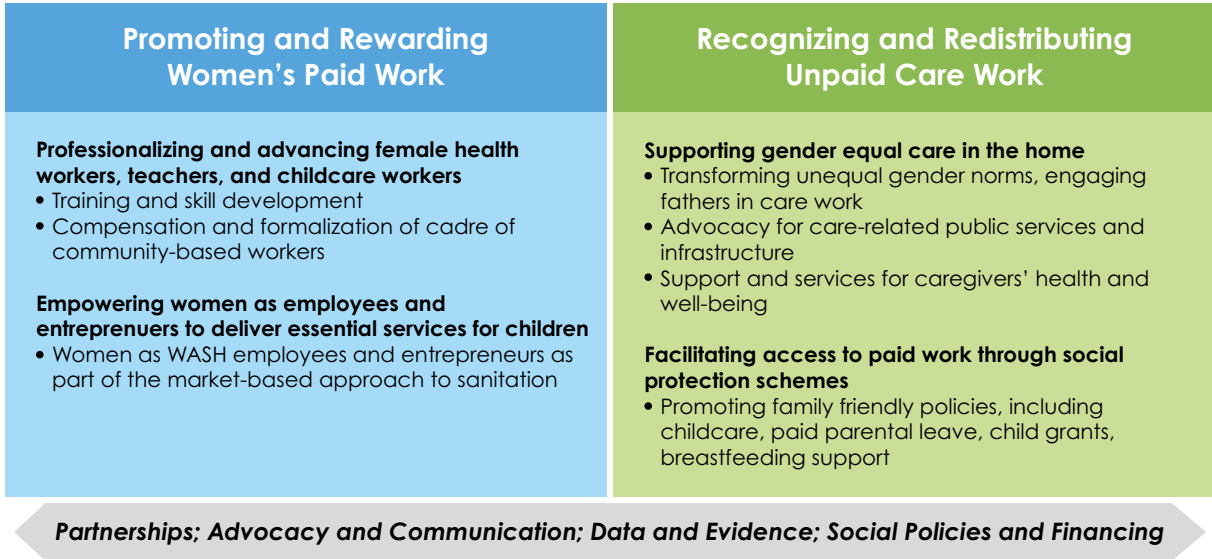 Promoting and Rewarding
Women's Paid Work
Professionalizing and advancing female health
workers, teachers, and childcare workers
• Training and skill development
• Compensation and formalization of cadre of
community-based workers
Empowering women as employees and
entreprenuers to deliver essential services for children
• Women as WASH employees and entrepreneurs as
part of the market-based approach to sanitation
Recognizing and Redistributing
Unpaid Care Work
Supporting gender equal care in the home
• Transforming unequal gender norms, engaging
fathers in care work
• Advocacy for care-related public services and
infrastructure
• Support and services for caregivers' health and
well-being
Facilitating access to paid work through social
protection schemes
• Promoting family friendly policies, including
childcare, paid parental leave, child grants,
breastfeeding support
Partnerships; Advocacy and Communication; Data and Evidence; Social Policies and Financing